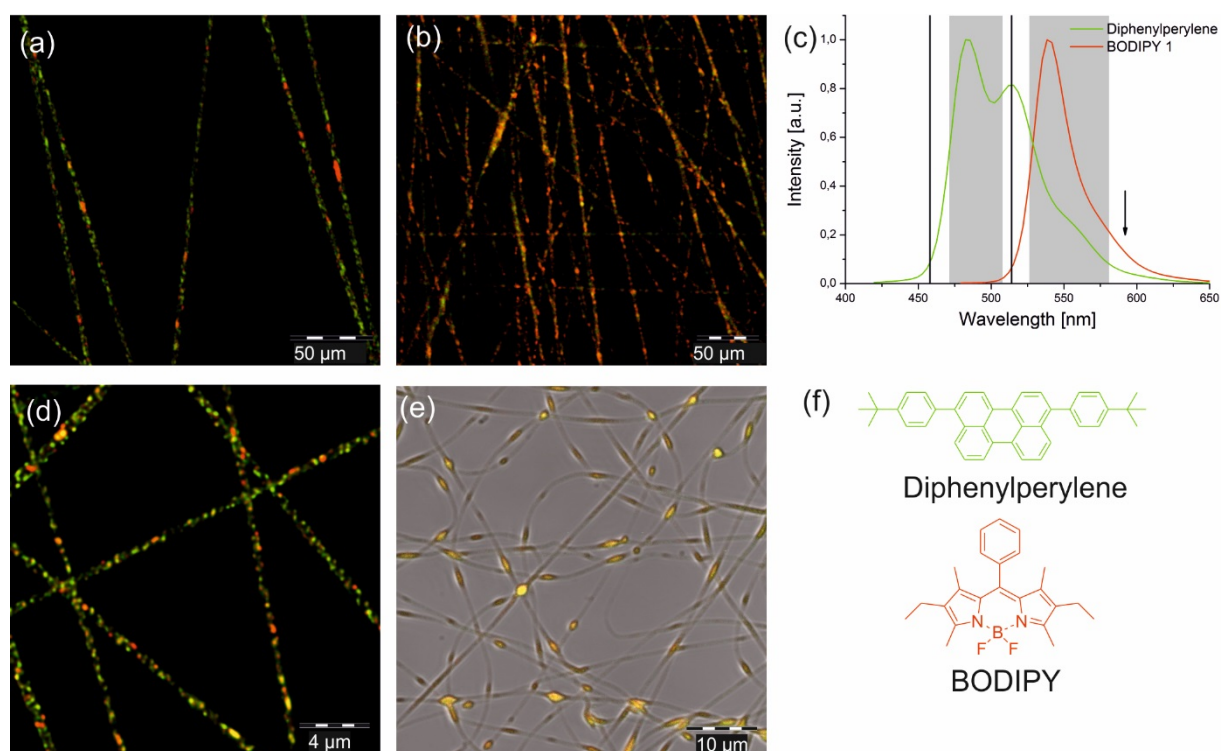 (a)
50 µm
(b)
50 µm
(c)
Diphenylperylene
BODIPY 1
Intensity [a.u.]
1,0
0,8
0,6
0,4
0,2
0,0
400
450
500
550
600
650
Wavelength [nm]
(d)
4 µm
(e)
10 µm
(f)
Diphenylperylene
N
N
B
F
F
BODIPY